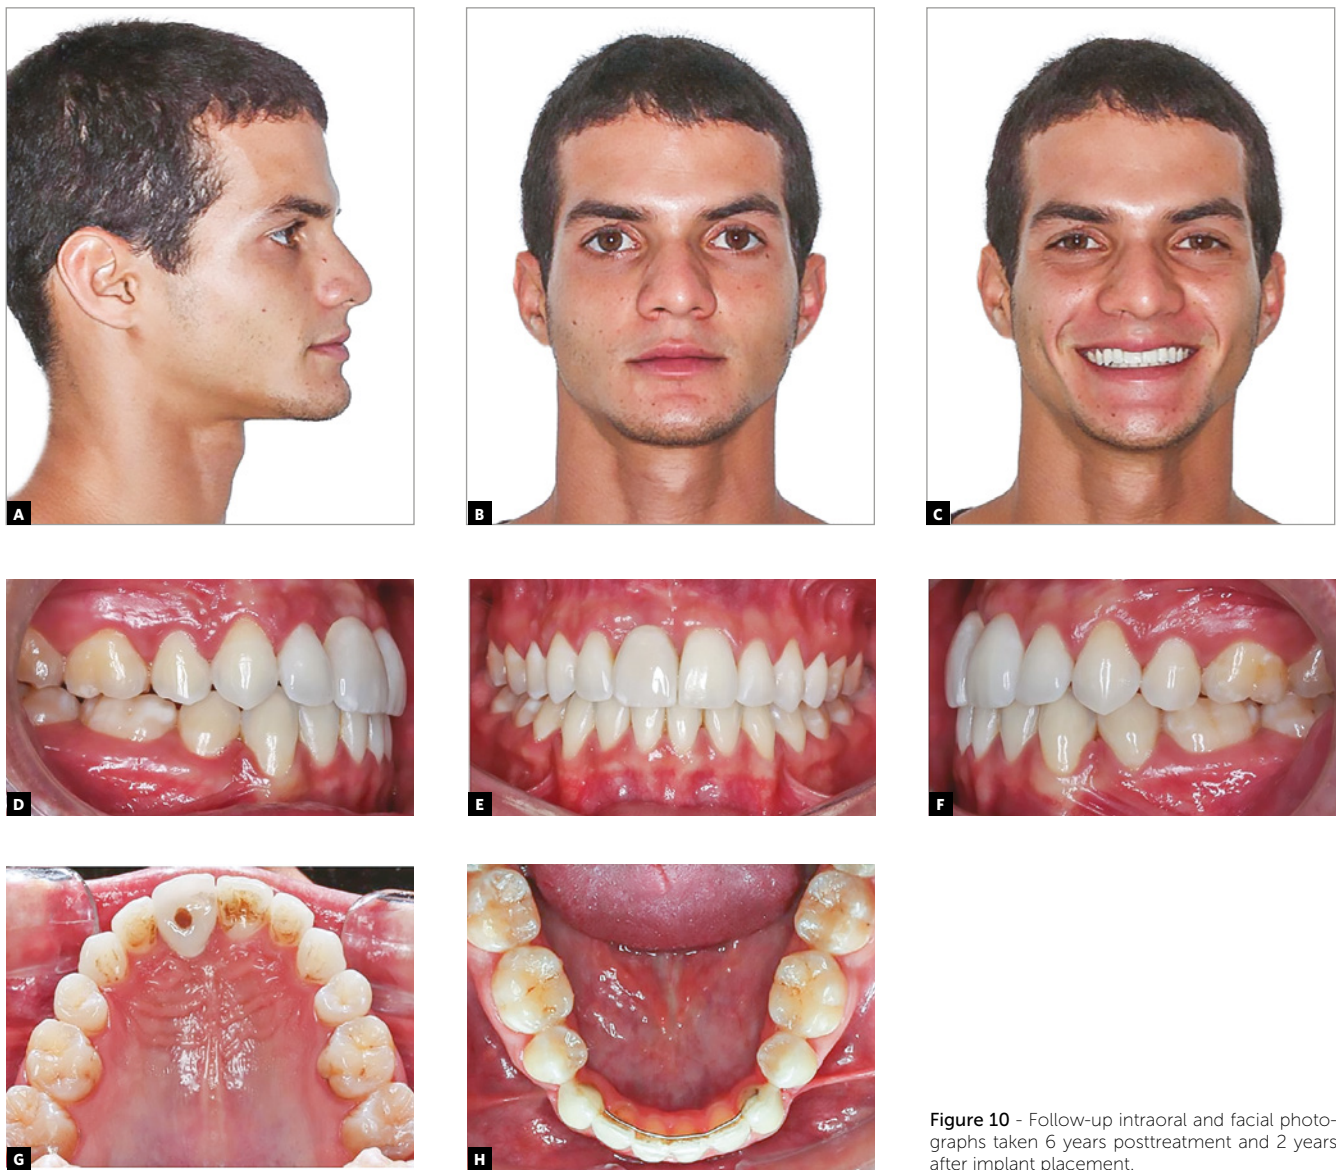 A
B
C
D
E
F
G
H
Figure 10 - Follow-up intraoral and facial photo-
graphs taken 6 years posttreatment and 2 years
after implant placement.